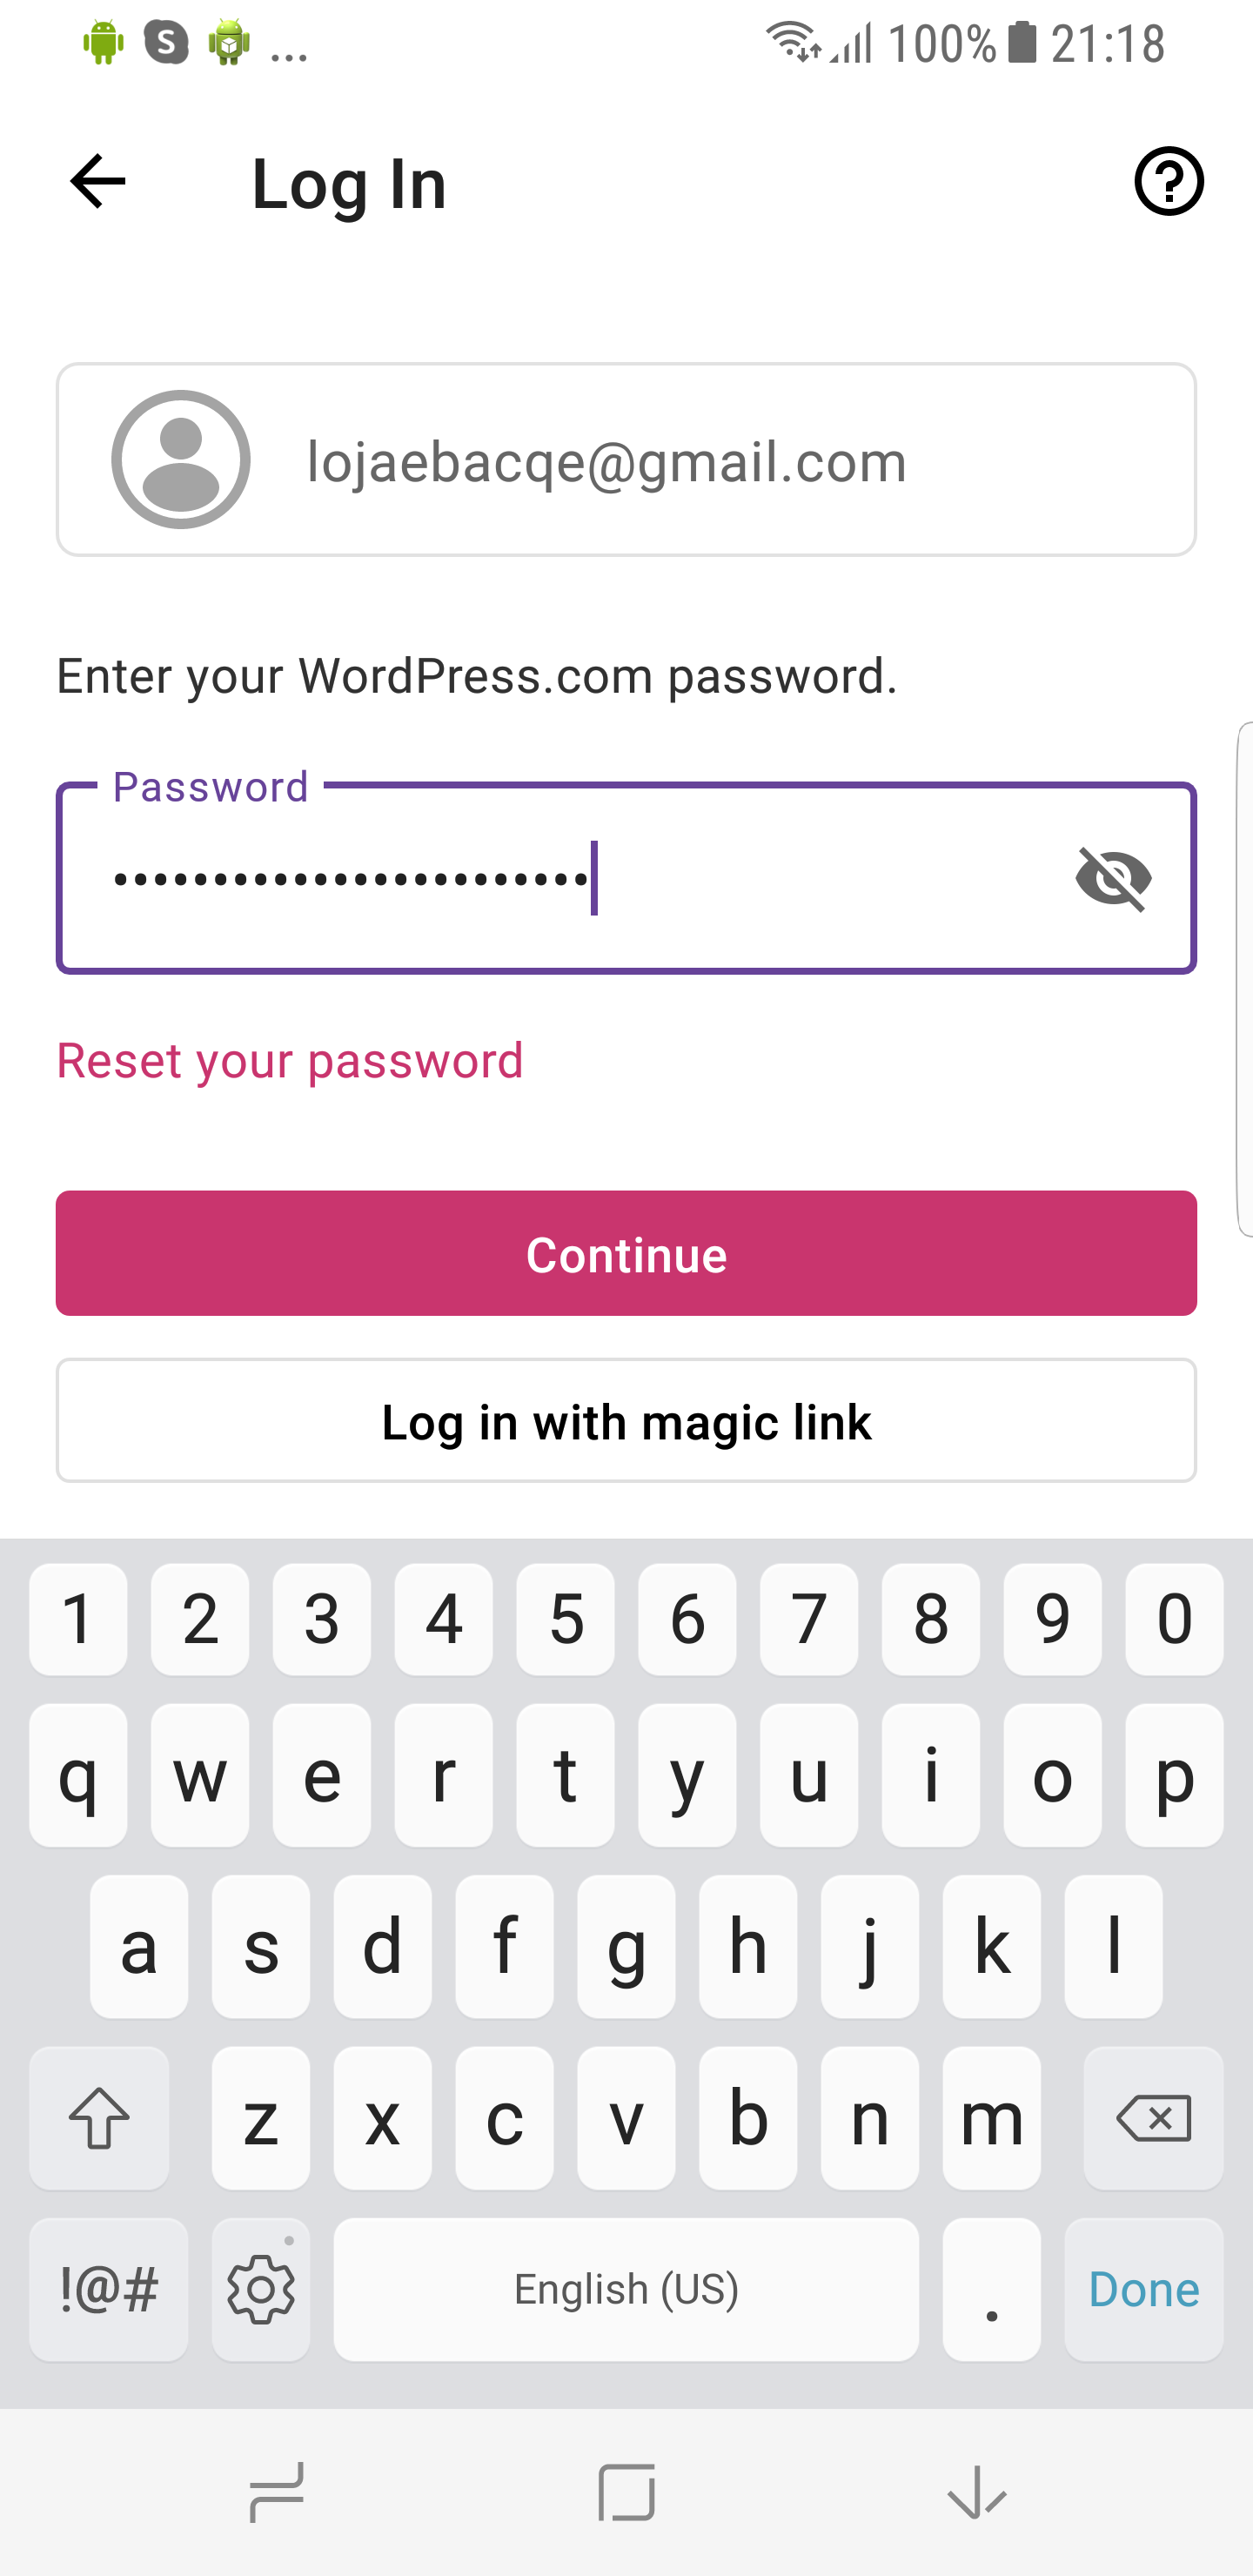 ... 100% 21:18
Log In
lojaebacqe@gmail.com
Enter your WordPress.com password.
Password
••••••••••••••••••••••••
Reset your password
Continue
Log in with magic link
1 2 3 4 5 6 7 8 9 0
q w e r t y u i o p
a s d f g h j k l
z x c v b n m
!@# English (US) . Done